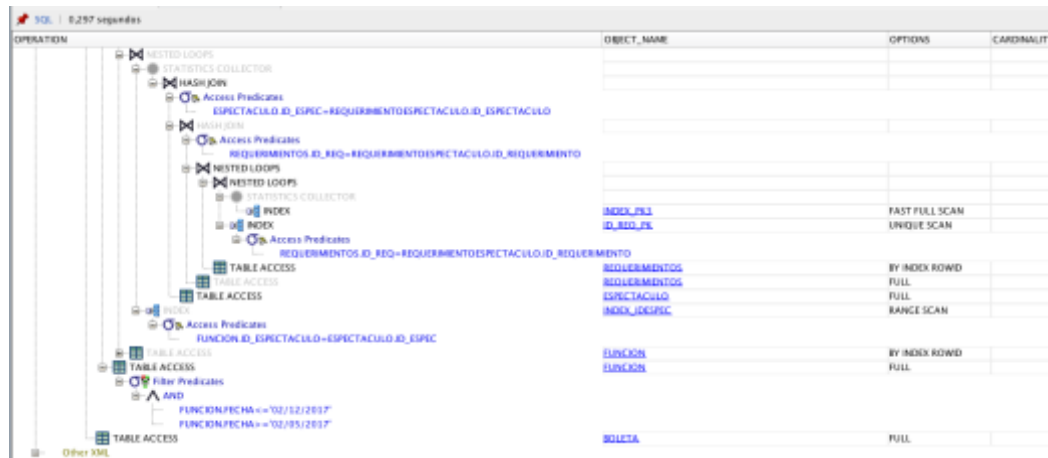 SQL | 0,297 segundos
OPERATION OBJECT_NAME OPTIONS CARDINALIT
NESTED LOOPS
STATISTICS COLLECTOR
HASH JOIN
Access Predicates
ESPECTACULO.ID_ESPEC=REQUERIMIENTOESPECTACULO.ID_ESPECTACULO
HASH JOIN
Access Predicates
REQUERIMIENTOS.ID_REQ=REQUERIMIENTOESPECTACULO.ID_REQUERIMIENTO
NESTED LOOPS
NESTED LOOPS
STATISTICS COLLECTOR
INDEX INDEX_PK3 FAST FULL SCAN
INDEX ID_REQ_PK UNIQUE SCAN
Access Predicates
REQUERIMIENTOS.ID_REQ=REQUERIMIENTOESPECTACULO.ID_REQUERIMIENTO
TABLE ACCESS REQUERIMIENTOS BY INDEX ROWID
TABLE ACCESS REQUERIMIENTOS FULL
TABLE ACCESS ESPECTACULO FULL
INDEX INDEX_IDESPEC RANGE SCAN
Access Predicates
FUNCION.ID_ESPECTACULO=ESPECTACULO.ID_ESPEC
TABLE ACCESS FUNCION BY INDEX ROWID
TABLE ACCESS FUNCION FULL
Filter Predicates
AND
FUNCION.FECHA<='02/12/2017'
FUNCION.FECHA>='02/05/2017'
TABLE ACCESS BOLETA FULL
Other XML